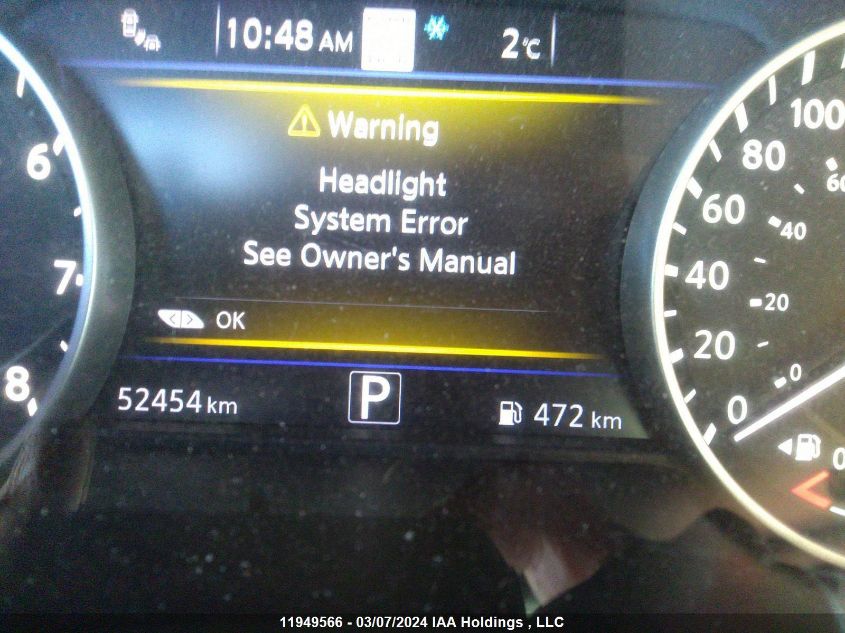 10:48 AM 2°C
Warning
Headlight
System Error
See Owner's Manual
<> OK
52454 km P 472 km
6
7
8
100
80
60
40
20
0
60
40
20
0
0
11949566 - 03/07/2024 IAA Holdings , LLC